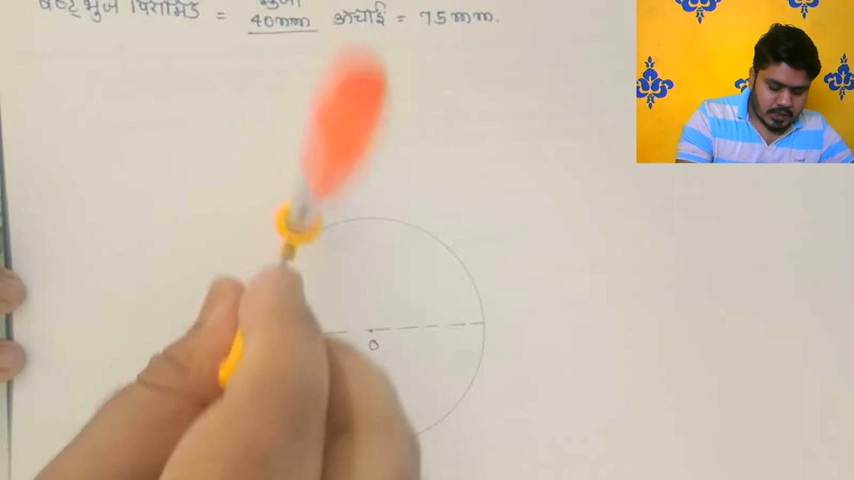 षट्भुज पिरामिड = भुजा 40mm ऊंचाई = 75mm.
O